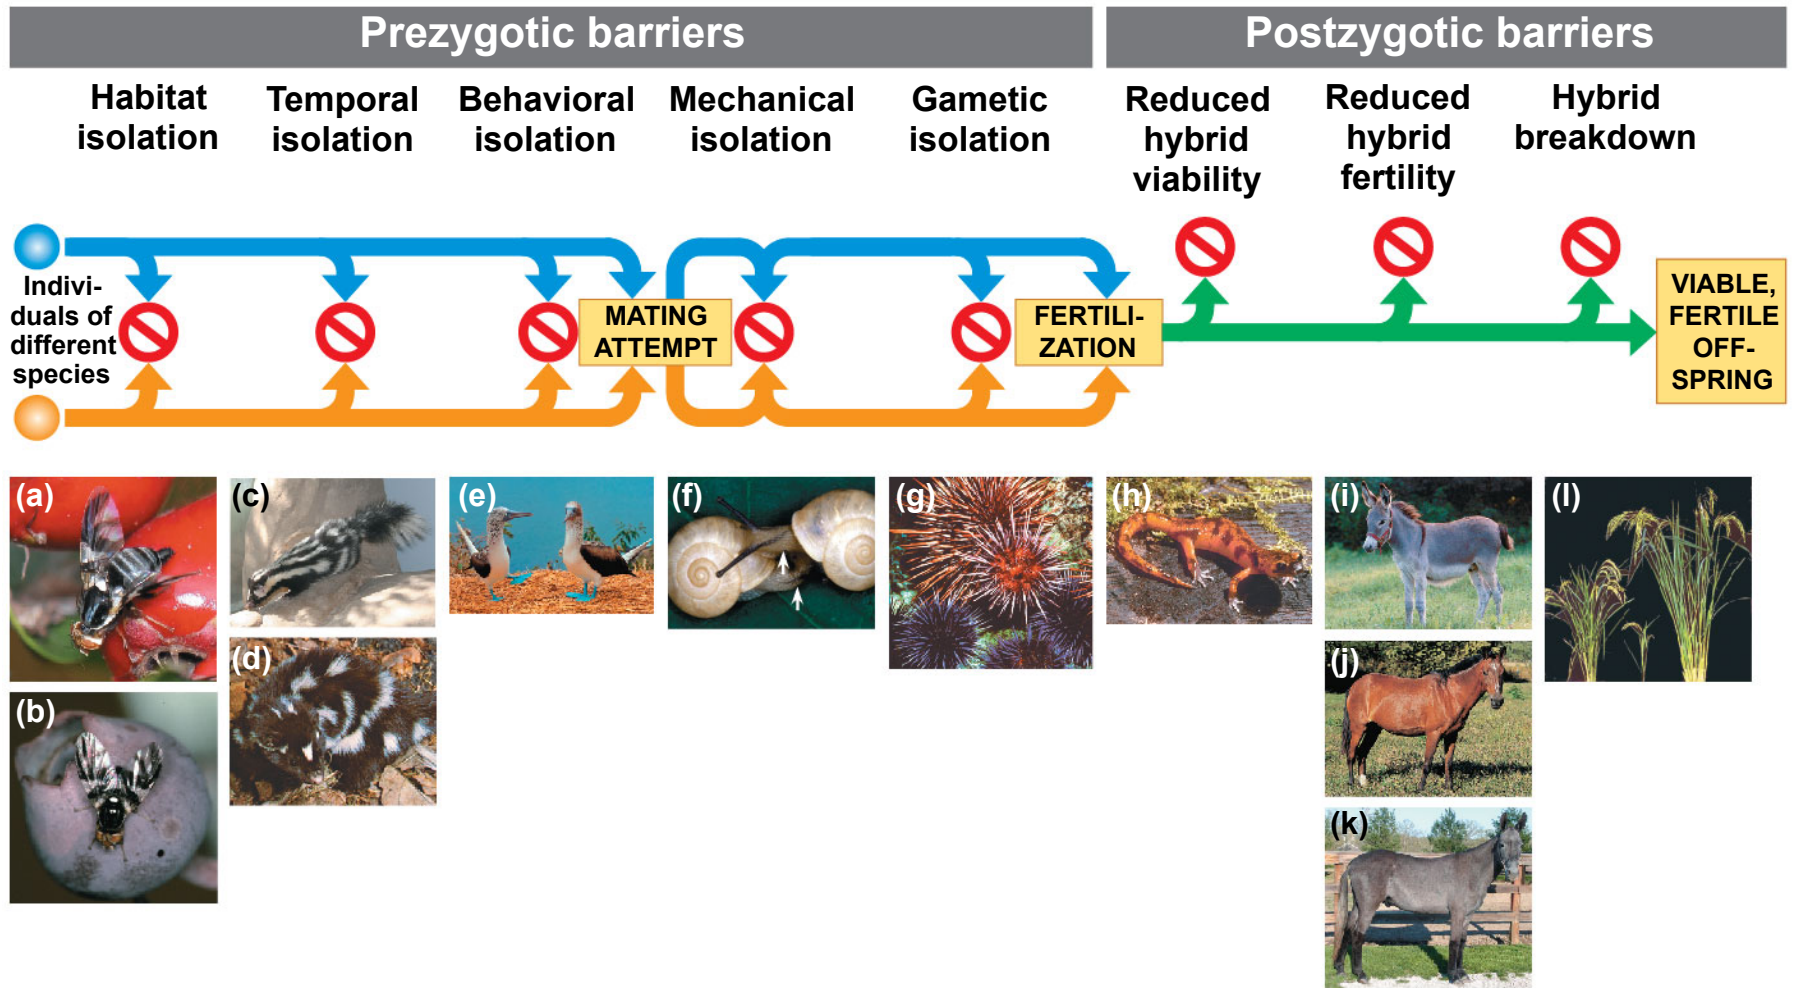 Prezygotic barriers
Postzygotic barriers
Habitat
isolation
Temporal
isolation
Behavioral
isolation
Mechanical
isolation
Gametic
isolation
Reduced
hybrid
viability
Reduced
hybrid
fertility
Hybrid
breakdown
Indivi-
duals of
different
species
MATING
ATTEMPT
FERTILI-
ZATION
VIABLE,
FERTILE
OFF-
SPRING
(a)
(c)
(e)
(f)
(g)
(h)
(i)
(l)
(d)
(j)
(b)
(k)